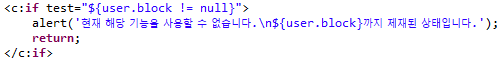 <c:if test="${user.block != null}">
    alert('현재 해당 기능을 사용할 수 없습니다.\n${user.block}까지 제재된 상태입니다.');
    return;
</c:if>